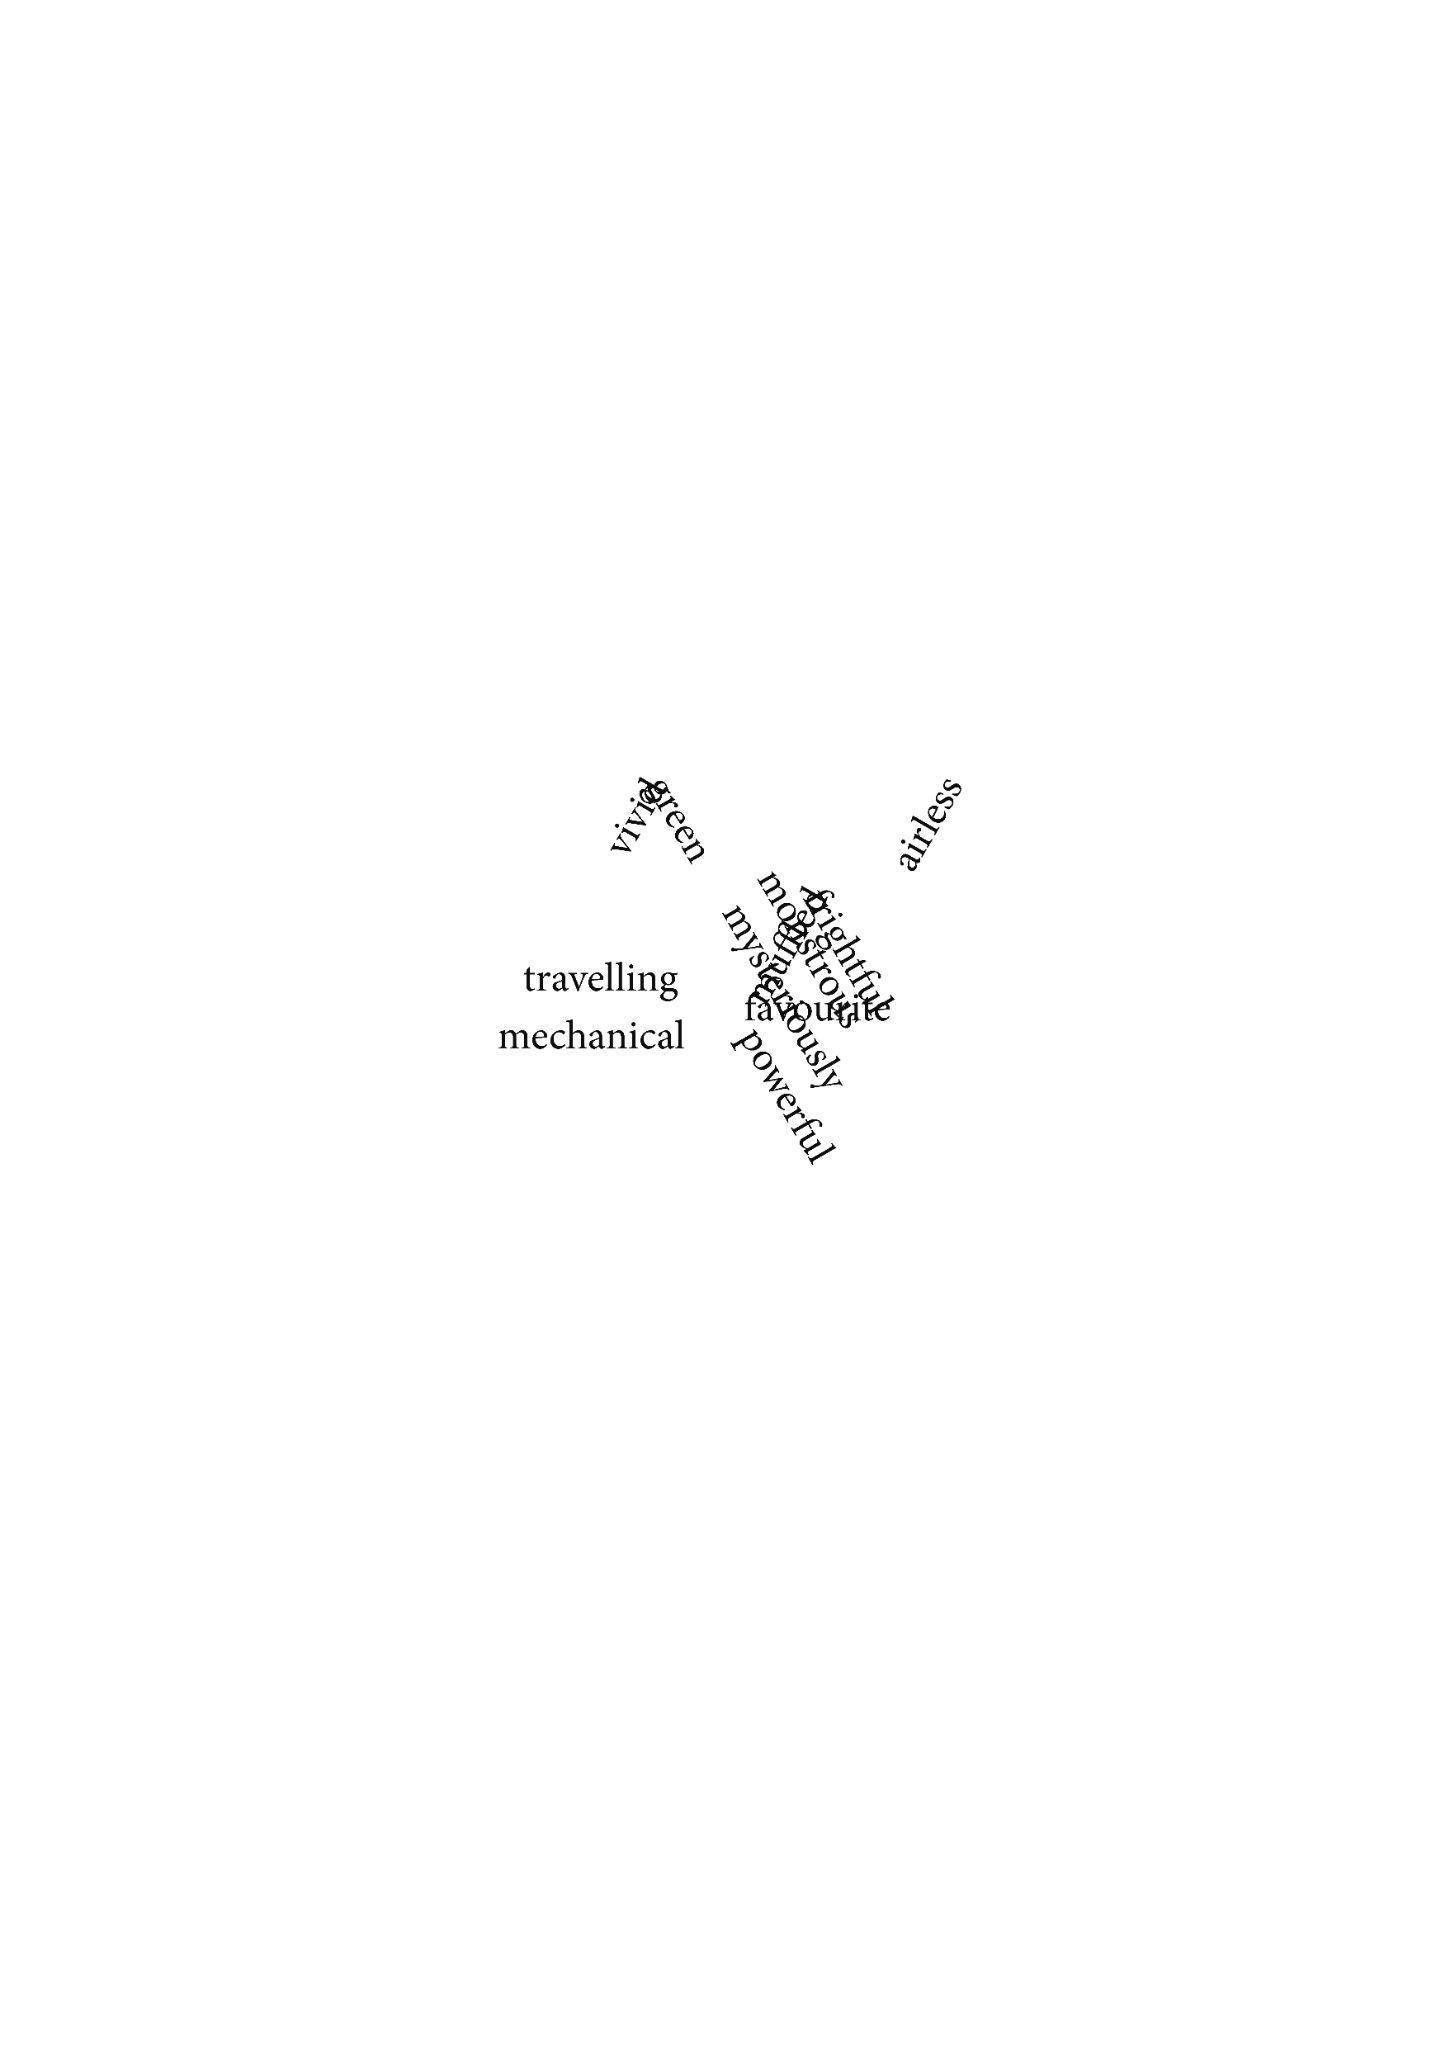 vivid
green
airless
monstrous
frightful
mysteriously
travelling
favourite
mechanical
powerful